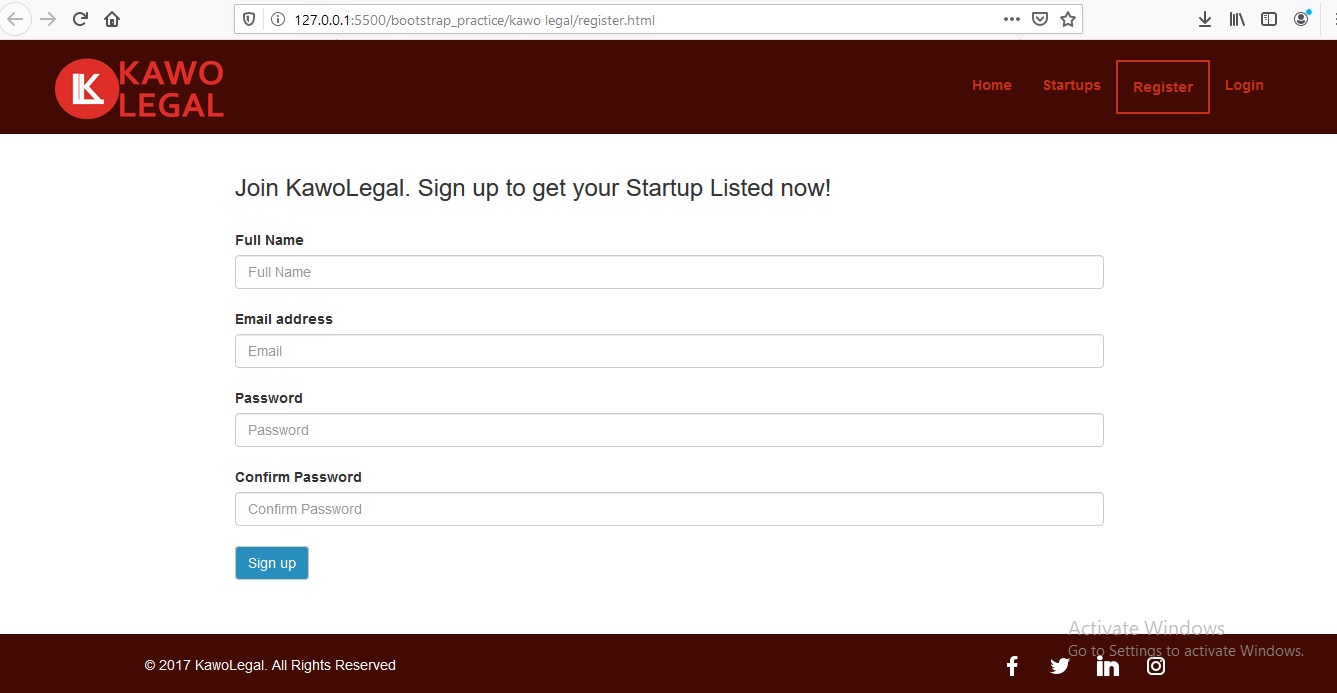 127.0.0.1:5500/bootstrap_practice/kawo legal/register.html
KAWO
LEGAL
Home Startups Register Login
Join KawoLegal. Sign up to get your Startup Listed now!
Full Name
Full Name
Email address
Email
Password
Password
Confirm Password
Confirm Password
Sign up
Activate Windows
Go to Settings to activate Windows.
© 2017 KawoLegal. All Rights Reserved